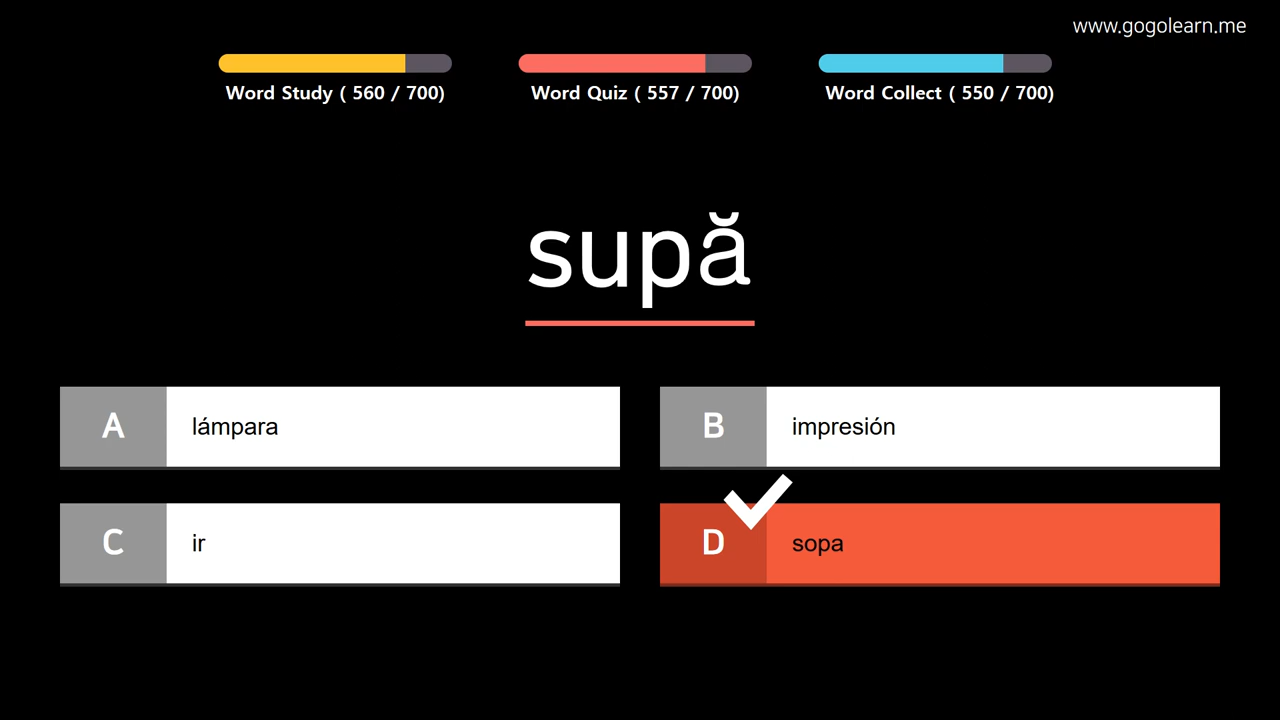 www.gogolearn.me
Word Study ( 560 / 700)
Word Quiz ( 557 / 700)
Word Collect ( 550 / 700)
supă
A lámpara
B impresión
C ir
D sopa